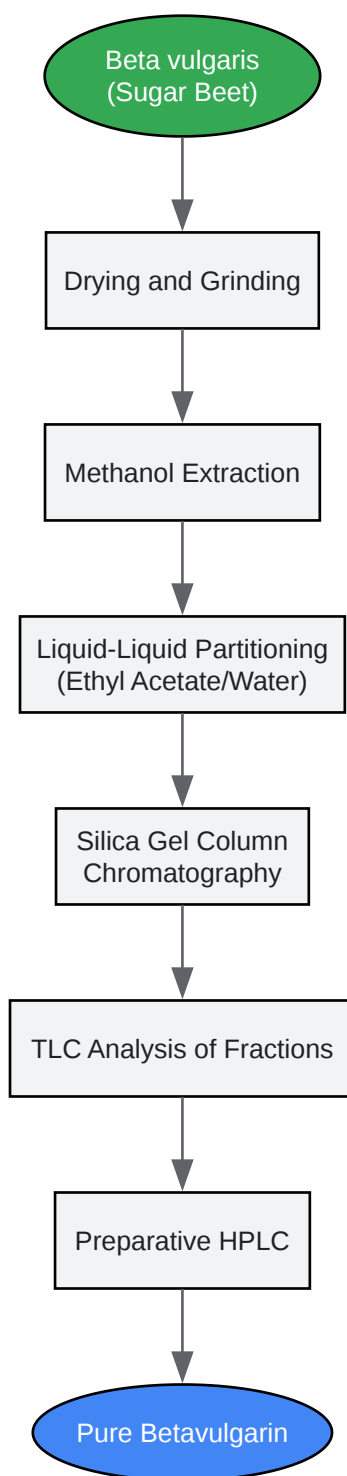 Beta vulgaris
(Sugar Beet)
Drying and Grinding
Methanol Extraction
Liquid-Liquid Partitioning
(Ethyl Acetate/Water)
Silica Gel Column
Chromatography
TLC Analysis of Fractions
Preparative HPLC
Pure Betavulgarin